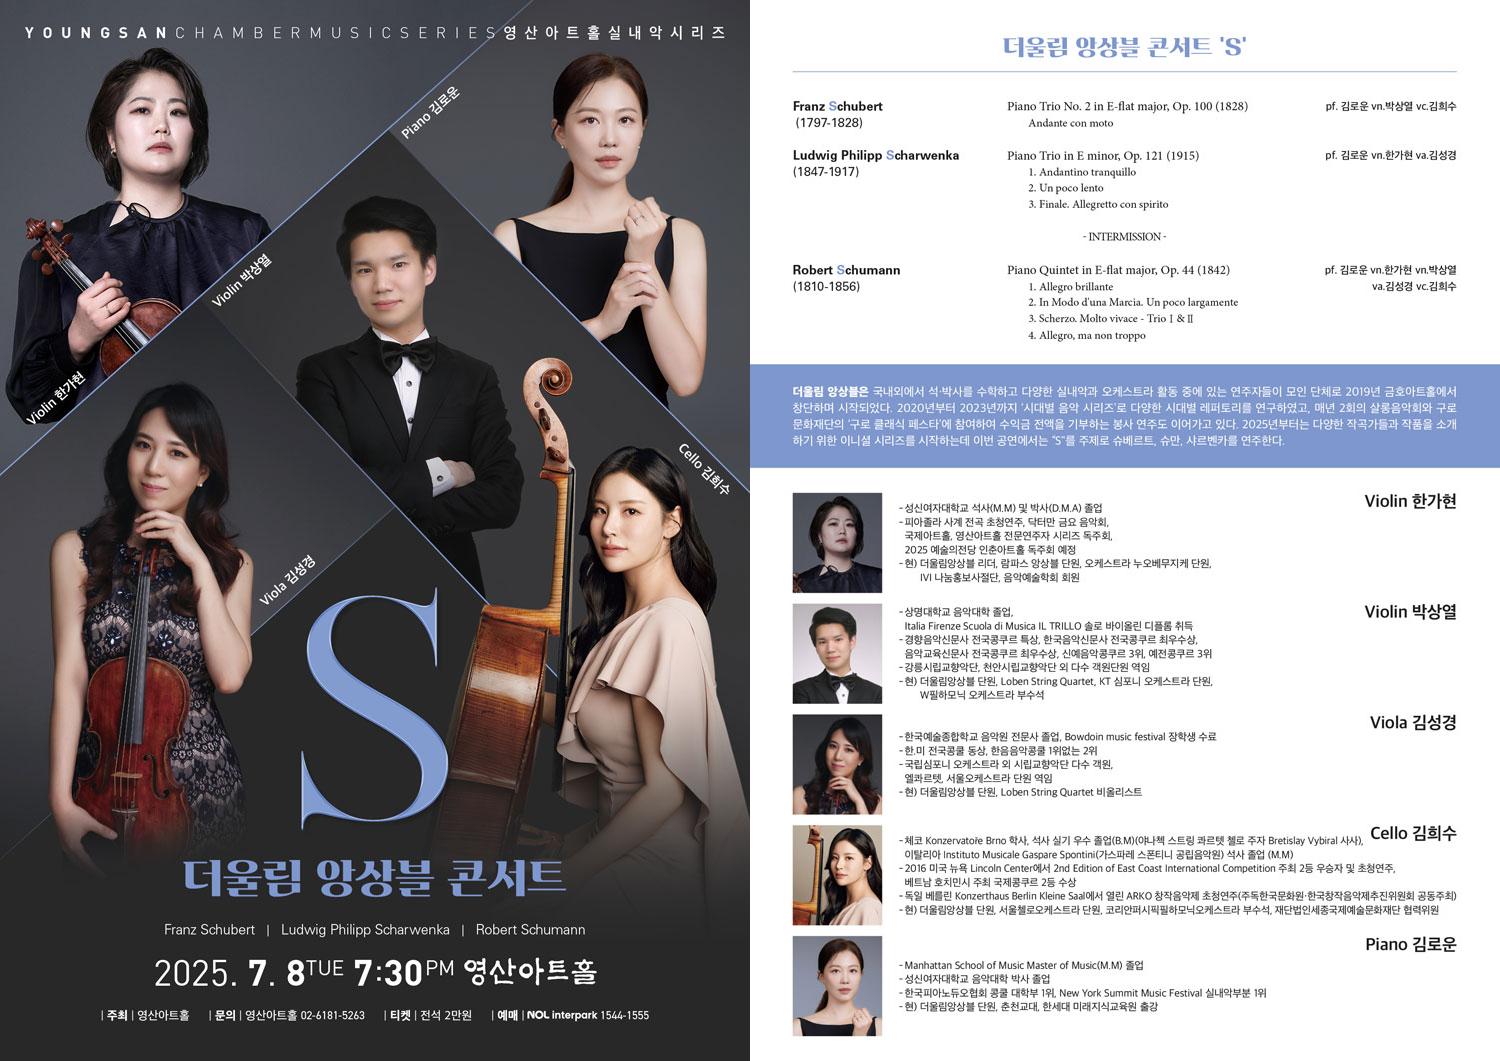 YOUNGSANCHAMBERMUSICSERIES영산아트홀실내악시리즈
Piano 김로운
Violin 박상열
Violin 한가현
Cello 김희수
Viola 김성경
S
더울림 앙상블 콘서트
Franz Schubert | Ludwig Philipp Scharwenka | Robert Schumann
2025. 7. 8TUE 7:30PM 영산아트홀
| 주최 | 영산아트홀 | 문의 | 영산아트홀 02-6181-5263 | 티켓 | 전석 2만원 | 예매 | NOL interpark 1544-1555
더울림 앙상블 콘서트 'S'
Franz Schubert Piano Trio No. 2 in E-flat major, Op. 100 (1828) pf. 김로운 vn.박상열 vc.김희수
(1797-1828) Andante con moto
Ludwig Philipp Scharwenka Piano Trio in E minor, Op. 121 (1915) pf. 김로운 vn.한가현 va.김성경
(1847-1917) 1. Andantino tranquillo
2. Un poco lento
3. Finale. Allegretto con spirito
- INTERMISSION -
Robert Schumann Piano Quintet in E-flat major, Op. 44 (1842) pf. 김로운 vn.한가현 vn.박상열
(1810-1856) 1. Allegro brillante va.김성경 vc.김희수
2. In Modo d'una Marcia. Un poco largamente
3. Scherzo. Molto vivace - Trio Ⅰ & Ⅱ
4. Allegro, ma non troppo
더울림 앙상블은 국내외에서 석·박사를 수학하고 다양한 실내악과 오케스트라 활동 중에 있는 연주자들이 모인 단체로 2019년 금호아트홀에서
창단하며 시작되었다. 2020년부터 2023년까지 '시대별 음악 시리즈'로 다양한 시대별 레퍼토리를 연구하였고, 매년 2회의 살롱음악회와 구로
문화재단의 '구로 클래식 페스타'에 참여하여 수익금 전액을 기부하는 봉사 연주도 이어가고 있다. 2025년부터는 다양한 작곡가들과 작품을 소개
하기 위한 이니셜 시리즈를 시작하는데 이번 공연에서는 "S"를 주제로 슈베르트, 슈만, 샤르벤카를 연주한다.
Violin 한가현
- 성신여자대학교 석사(M.M) 및 박사(D.M.A) 졸업
- 피아졸라 사계 전곡 초청연주, 닥터만 금요 음악회,
국제아트홀, 영산아트홀 전문연주자 시리즈 독주회,
2025 예술의전당 인춘아트홀 독주회 예정
- 현) 더울림앙상블 리더, 람파스 앙상블 단원, 오케스트라 누오베무지케 단원,
IVI 나눔홍보사절단, 음악예술학회 회원
Violin 박상열
- 상명대학교 음악대학 졸업,
Italia Firenze Scuola di Musica IL TRILLO 솔로 바이올린 디플롬 취득
- 경향음악신문사 전국콩쿠르 특상, 한국음악신문사 전국콩쿠르 최우수상,
음악교육신문사 전국콩쿠르 최우수상, 신예음악콩쿠르 3위, 예전콩쿠르 3위
- 강릉시립교향악단, 천안시립교향악단 외 다수 객원단원 역임
- 현) 더울림앙상블 단원, Loben String Quartet, KT 심포니 오케스트라 단원,
W필하모닉 오케스트라 부수석
Viola 김성경
- 한국예술종합학교 음악원 전문사 졸업, Bowdoin music festival 장학생 수료
- 한.미 전국콩쿨 동상, 한음음악콩쿨 1위없는 2위
- 국립심포니 오케스트라 외 시립교향악단 다수 객원,
엘콰르텟, 서울오케스트라 단원 역임
- 현) 더울림앙상블 단원, Loben String Quartet 비올리스트
Cello 김희수
- 체코 Konzervatoře Brno 학사, 석사 실기 우수 졸업(B.M)(야나첵 스트링 콰르텟 첼로 주자 Bretislay Vybiral 사사),
이탈리아 Instituto Musicale Gaspare Spontini(가스파레 스폰티니 공립음악원) 석사 졸업 (M.M)
- 2016 미국 뉴욕 Lincoln Center에서 2nd Edition of East Coast International Competition 주최 2등 우승자 및 초청연주,
베트남 호치민시 주최 국제콩쿠르 2등 수상
- 독일 베를린 Konzerthaus Berlin Kleine Saal에서 열린 ARKO 창작음악제 초청연주(주독한국문화원·한국창작음악제추진위원회 공동주최)
- 현) 더울림앙상블 단원, 서울첼로오케스트라 단원, 코리안퍼시픽필하모닉오케스트라 부수석, 재단법인세종국제예술문화재단 협력위원
Piano 김로운
- Manhattan School of Music Master of Music(M.M) 졸업
- 성신여자대학교 음악대학 박사 졸업
- 한국피아노듀오협회 콩쿨 대학부 1위, New York Summit Music Festival 실내악부분 1위
- 현) 더울림앙상블 단원, 춘천교대, 한세대 미래지식교육원 출강